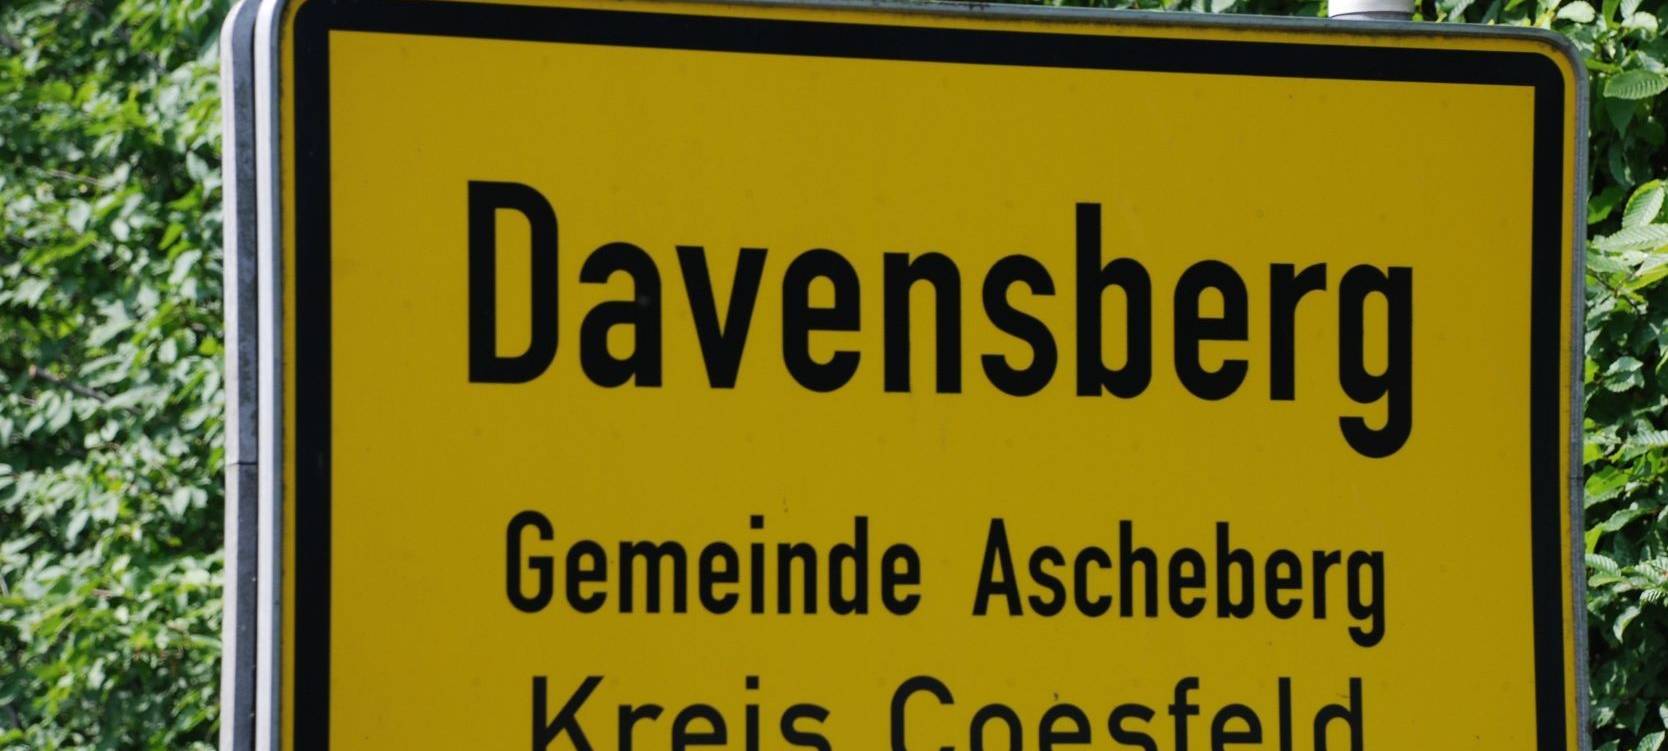 Davensberg
Gemeinde Ascheberg
Kreis Coesfeld